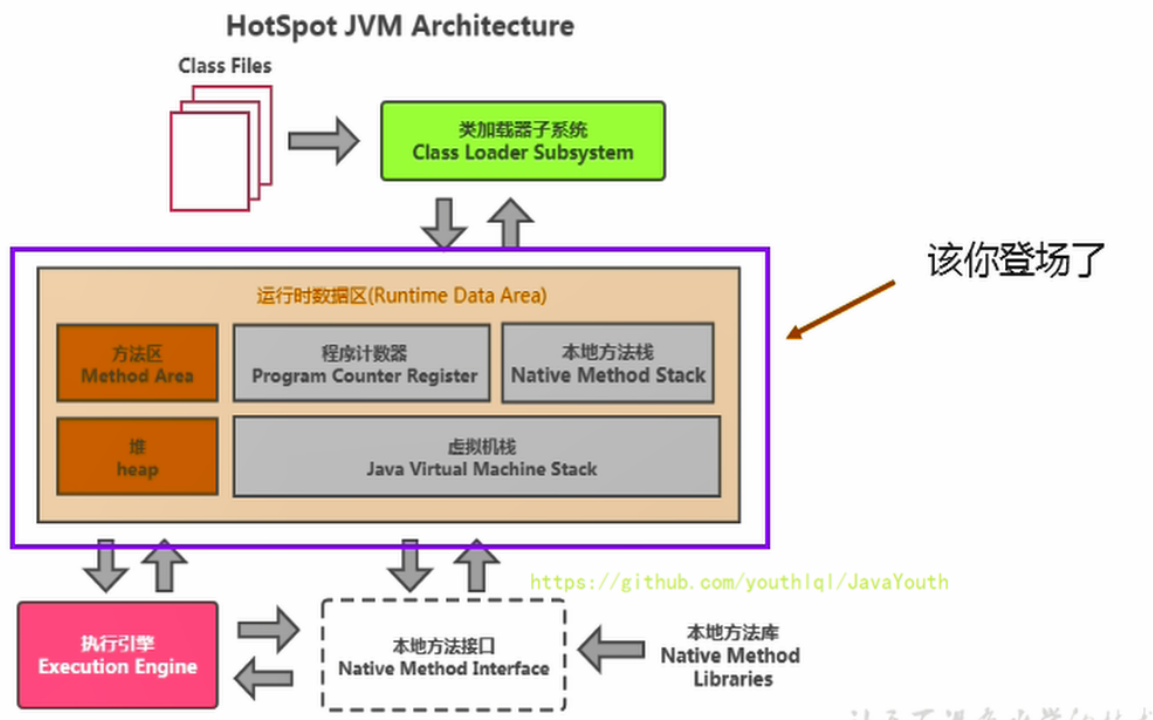 HotSpot JVM Architecture
Class Files
类加载器子系统
Class Loader Subsystem
该你登场了
运行时数据区(Runtime Data Area)
方法区
Method Area
程序计数器
Program Counter Register
本地方法栈
Native Method Stack
堆
heap
虚拟机栈
Java Virtual Machine Stack
https://github.com/youthlql/JavaYouth
执行引擎
Execution Engine
本地方法接口
Native Method Interface
本地方法库
Native Method
Libraries